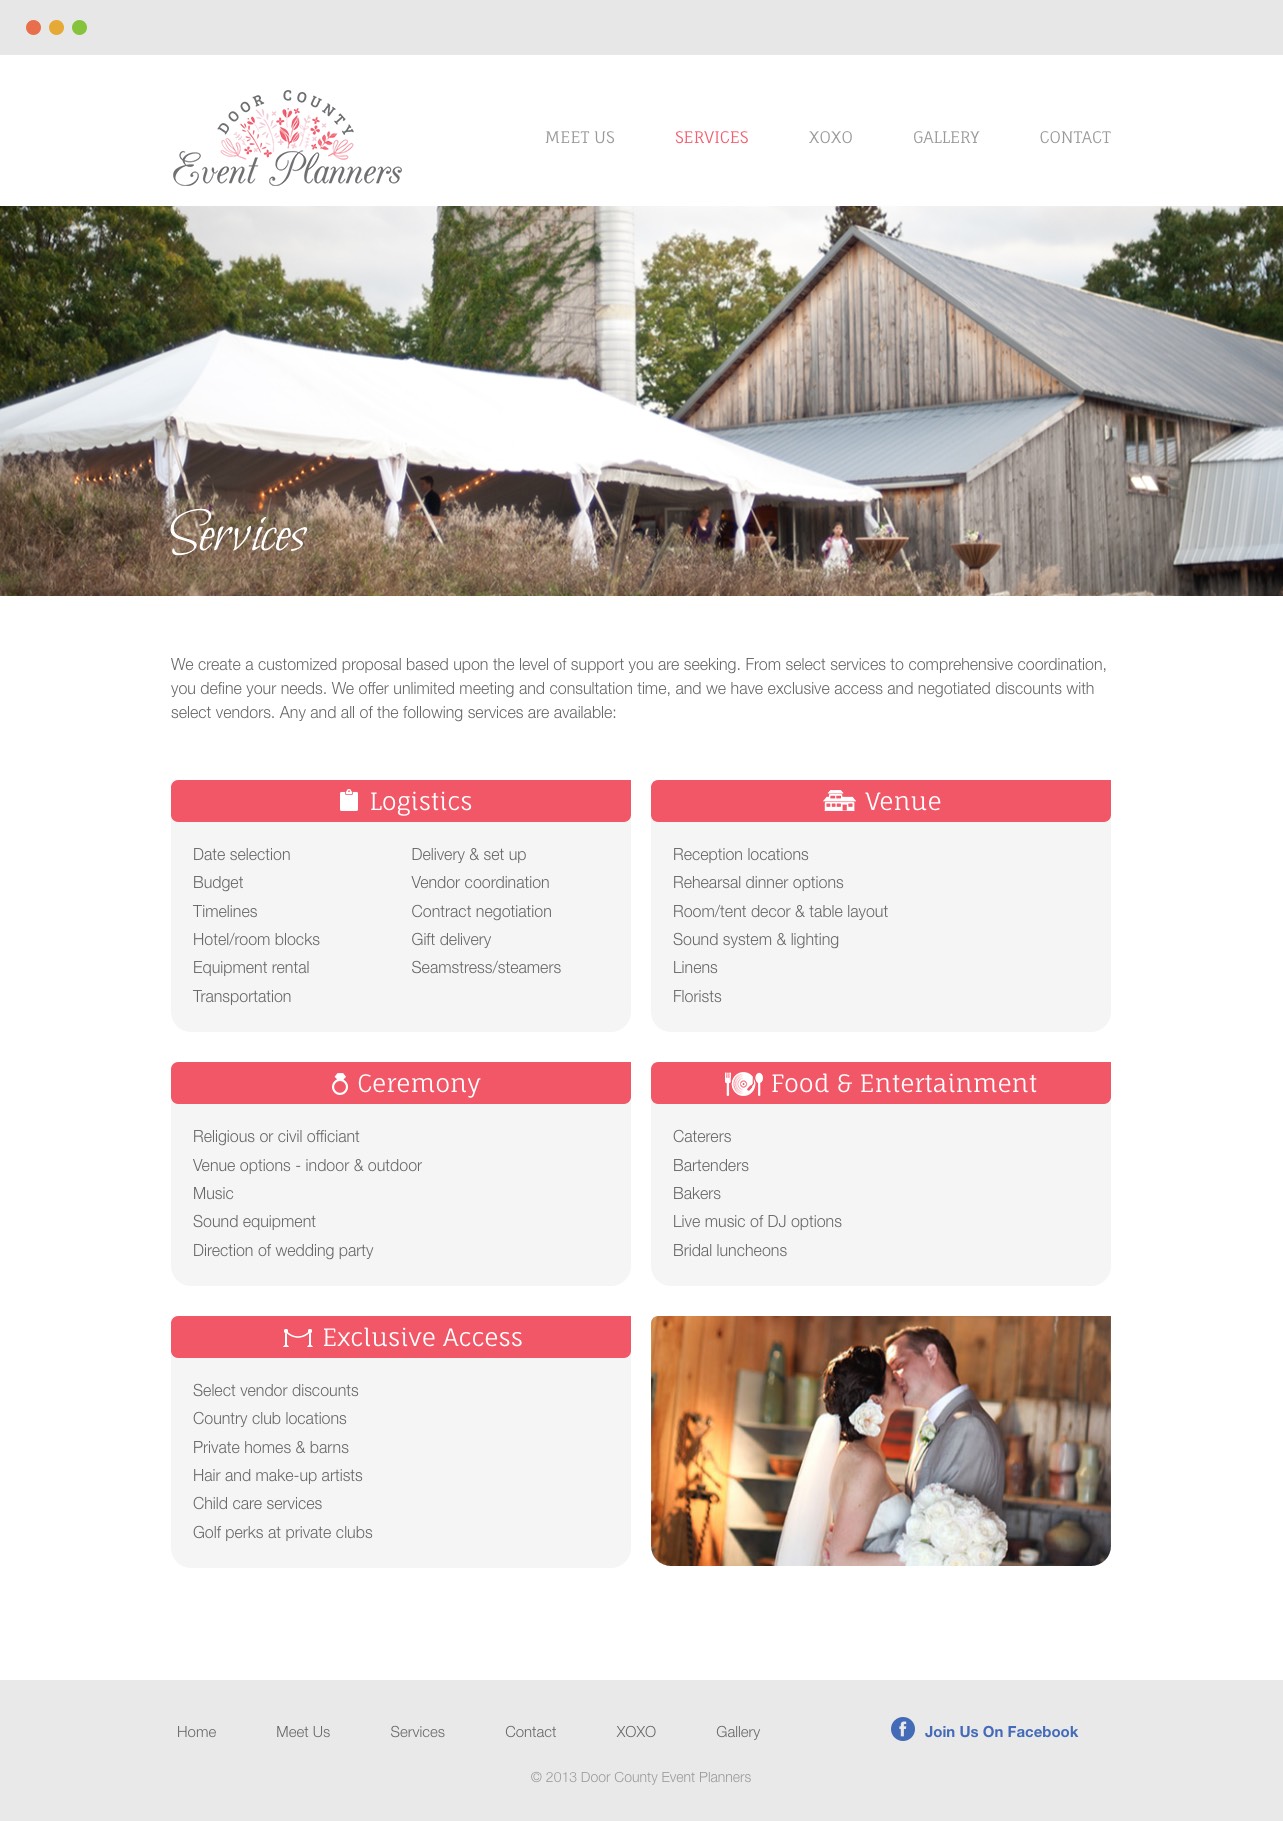 DOOR COUNTY
Event Planners
MEET US
SERVICES
XOXO
GALLERY
CONTACT
Services
We create a customized proposal based upon the level of support you are seeking. From select services to comprehensive coordination,
you define your needs. We offer unlimited meeting and consultation time, and we have exclusive access and negotiated discounts with
select vendors. Any and all of the following services are available:
Logistics
Date selection
Budget
Timelines
Hotel/room blocks
Equipment rental
Transportation
Delivery & set up
Vendor coordination
Contract negotiation
Gift delivery
Seamstress/steamers
Venue
Reception locations
Rehearsal dinner options
Room/tent decor & table layout
Sound system & lighting
Linens
Florists
Ceremony
Religious or civil officiant
Venue options - indoor & outdoor
Music
Sound equipment
Direction of wedding party
Food & Entertainment
Caterers
Bartenders
Bakers
Live music of DJ options
Bridal luncheons
Exclusive Access
Select vendor discounts
Country club locations
Private homes & barns
Hair and make-up artists
Child care services
Golf perks at private clubs
Home
Meet Us
Services
Contact
XOXO
Gallery
Join Us On Facebook
© 2013 Door County Event Planners